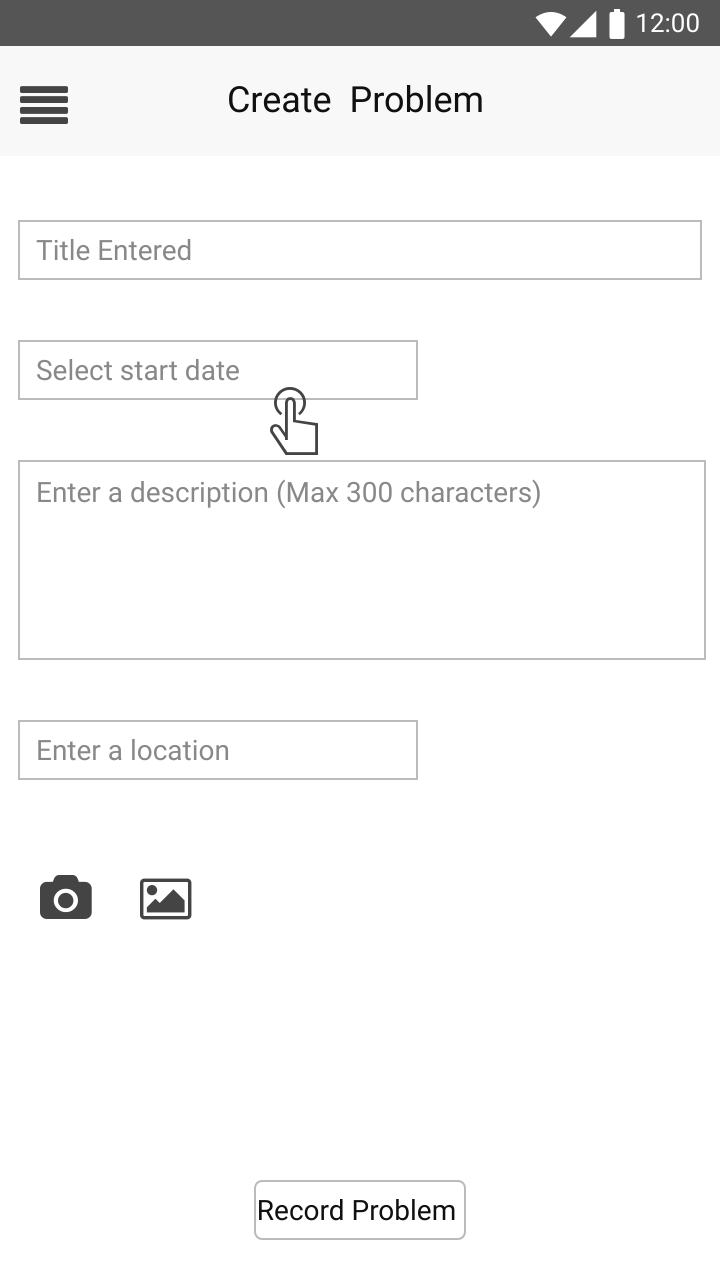 12:00
Create Problem
Title Entered
Select start date
Enter a description (Max 300 characters)
Enter a location
Record Problem